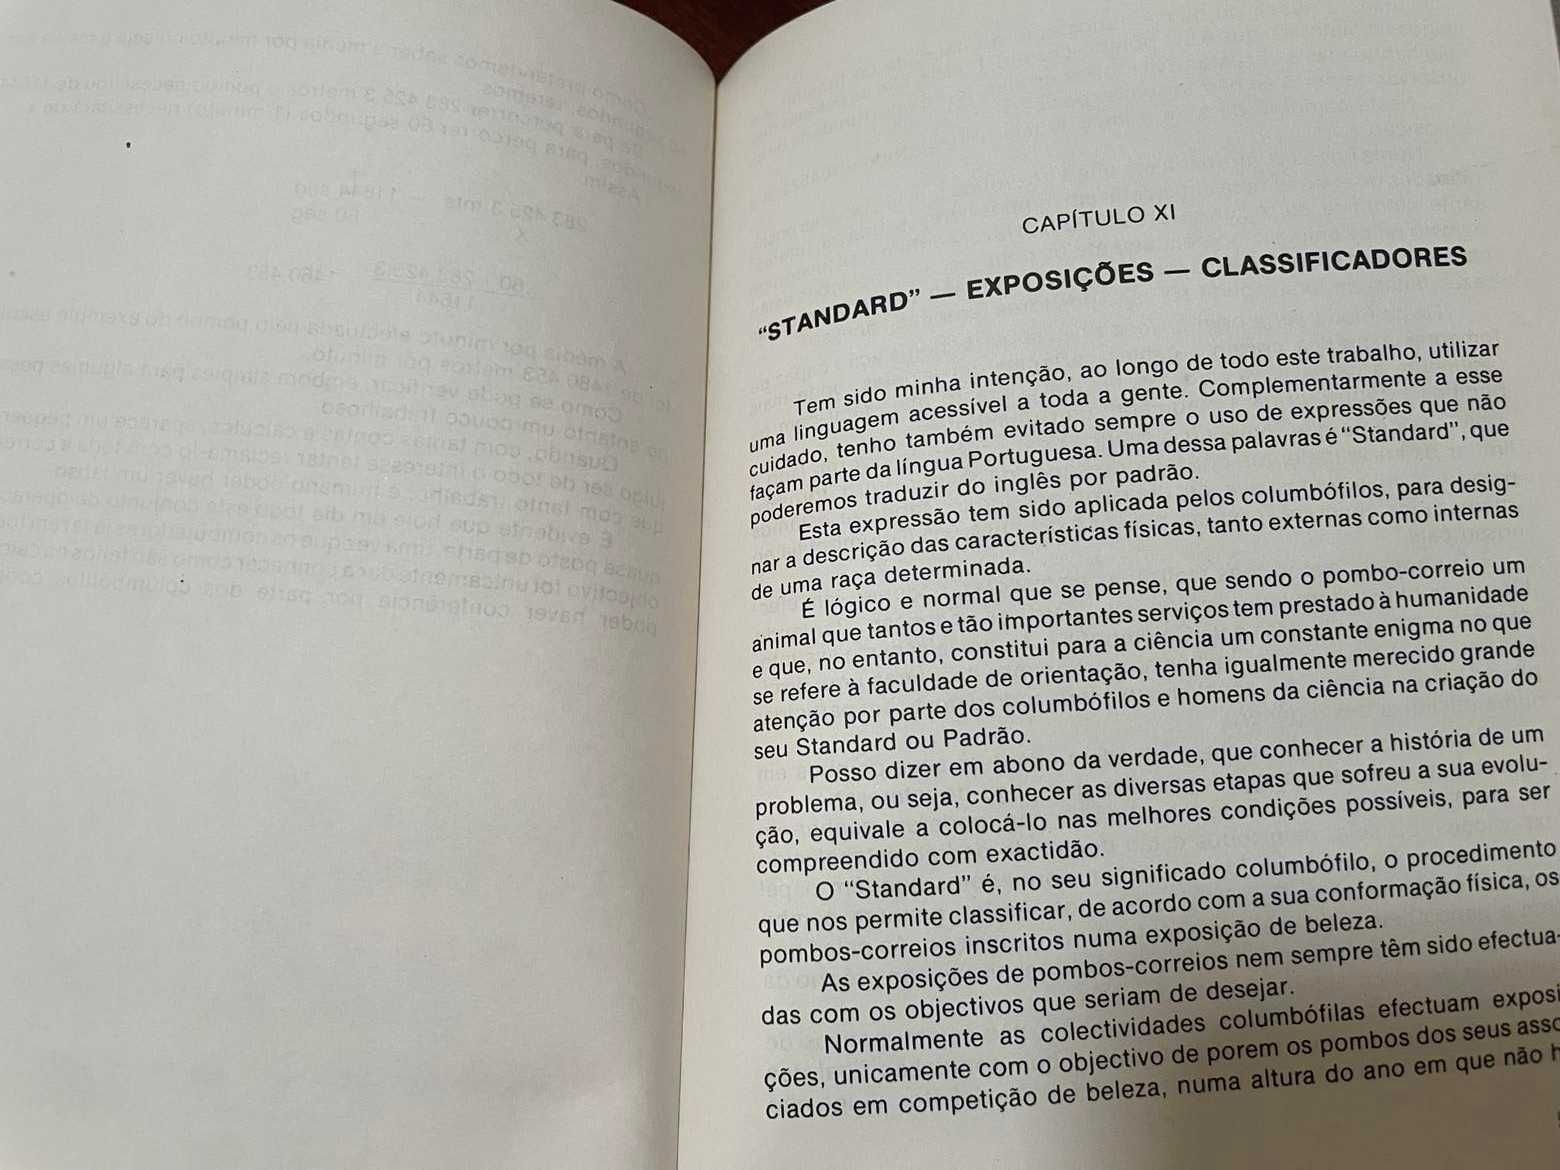 CAPÍTULO XI
“STANDARD” — EXPOSIÇÕES — CLASSIFICADORES
Tem sido minha intenção, ao longo de todo este trabalho, utilizar
uma linguagem acessível a toda a gente. Complementarmente a esse
cuidado, tenho também evitado sempre o uso de expressões que não
façam parte da língua Portuguesa. Uma dessa palavras é “Standard”, que
poderemos traduzir do inglês por padrão.
Esta expressão tem sido aplicada pelos columbófilos, para desig-
nar a descrição das características físicas, tanto externas como internas
de uma raça determinada.
É lógico e normal que se pense, que sendo o pombo-correio um
animal que tantos e tão importantes serviços tem prestado à humanidade
e que, no entanto, constitui para a ciência um constante enigma no que
se refere à faculdade de orientação, tenha igualmente merecido grande
atenção por parte dos columbófilos e homens da ciência na criação do
seu Standard ou Padrão.
Posso dizer em abono da verdade, que conhecer a história de um
problema, ou seja, conhecer as diversas etapas que sofreu a sua evolu-
ção, equivale a colocá-lo nas melhores condições possíveis, para ser
compreendido com exactidão.
O “Standard” é, no seu significado columbófilo, o procedimento
que nos permite classificar, de acordo com a sua conformação física, os
pombos-correios inscritos numa exposição de beleza.
As exposições de pombos-correios nem sempre têm sido efectua-
das com os objectivos que seriam de desejar.
Normalmente as colectividades columbófilas efectuam exposi
ções, unicamente com o objectivo de porem os pombos dos seus asso
ciados em competição de beleza, numa altura do ano em que não h